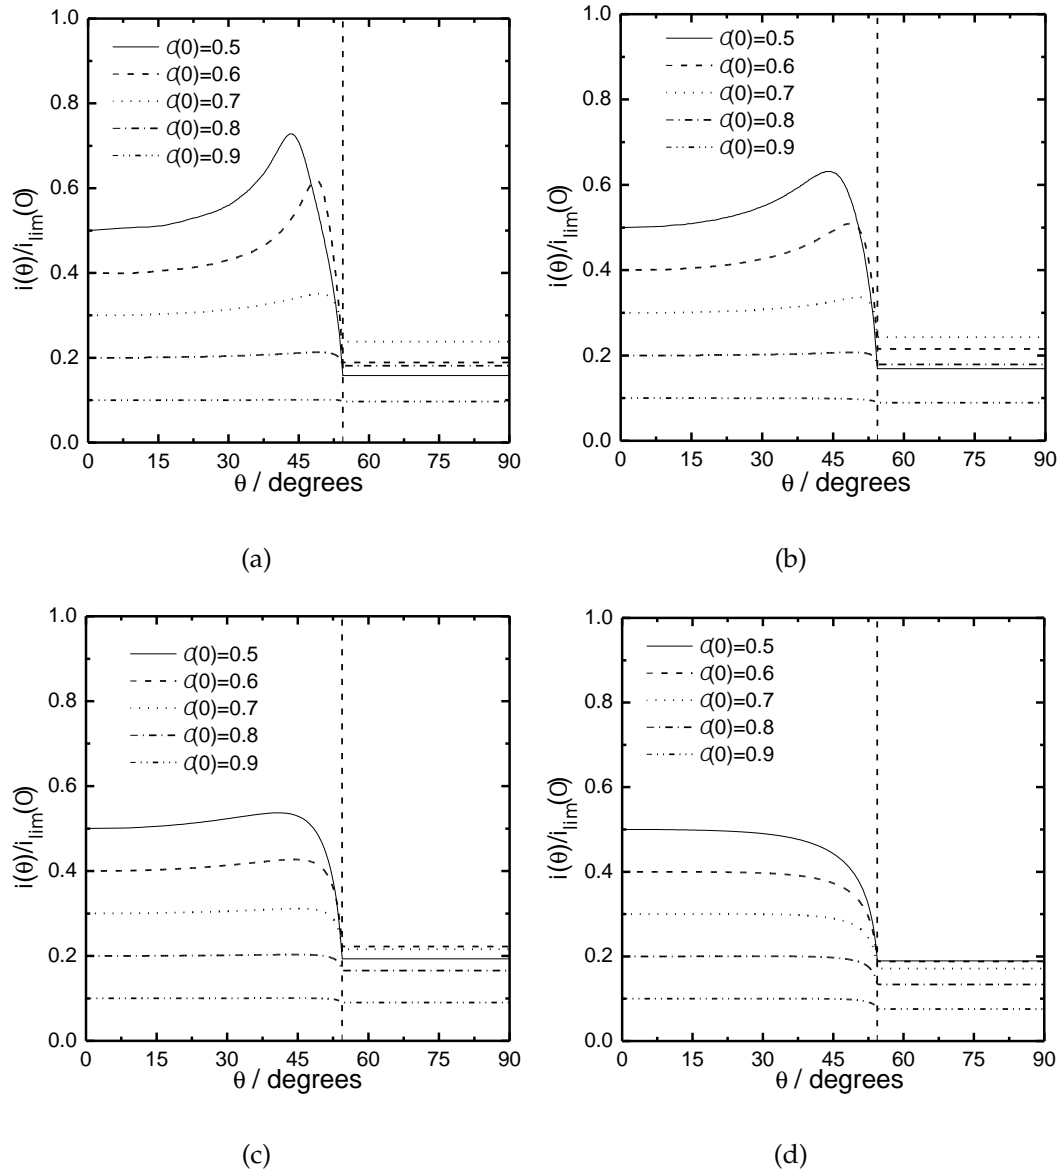 1.0
0.8
0.6
0.4
0.2
0.0
i(θ)/i_lim(0)
C(0)=0.5
C(0)=0.6
C(0)=0.7
C(0)=0.8
C(0)=0.9
0 15 30 45 60 75 90
θ / degrees
(a)
1.0
0.8
0.6
0.4
0.2
0.0
i(θ)/i_lim(0)
C(0)=0.5
C(0)=0.6
C(0)=0.7
C(0)=0.8
C(0)=0.9
0 15 30 45 60 75 90
θ / degrees
(b)
1.0
0.8
0.6
0.4
0.2
0.0
i(θ)/i_lim(0)
C(0)=0.5
C(0)=0.6
C(0)=0.7
C(0)=0.8
C(0)=0.9
0 15 30 45 60 75 90
θ / degrees
(c)
1.0
0.8
0.6
0.4
0.2
0.0
i(θ)/i_lim(0)
C(0)=0.5
C(0)=0.6
C(0)=0.7
C(0)=0.8
C(0)=0.9
0 15 30 45 60 75 90
θ / degrees
(d)